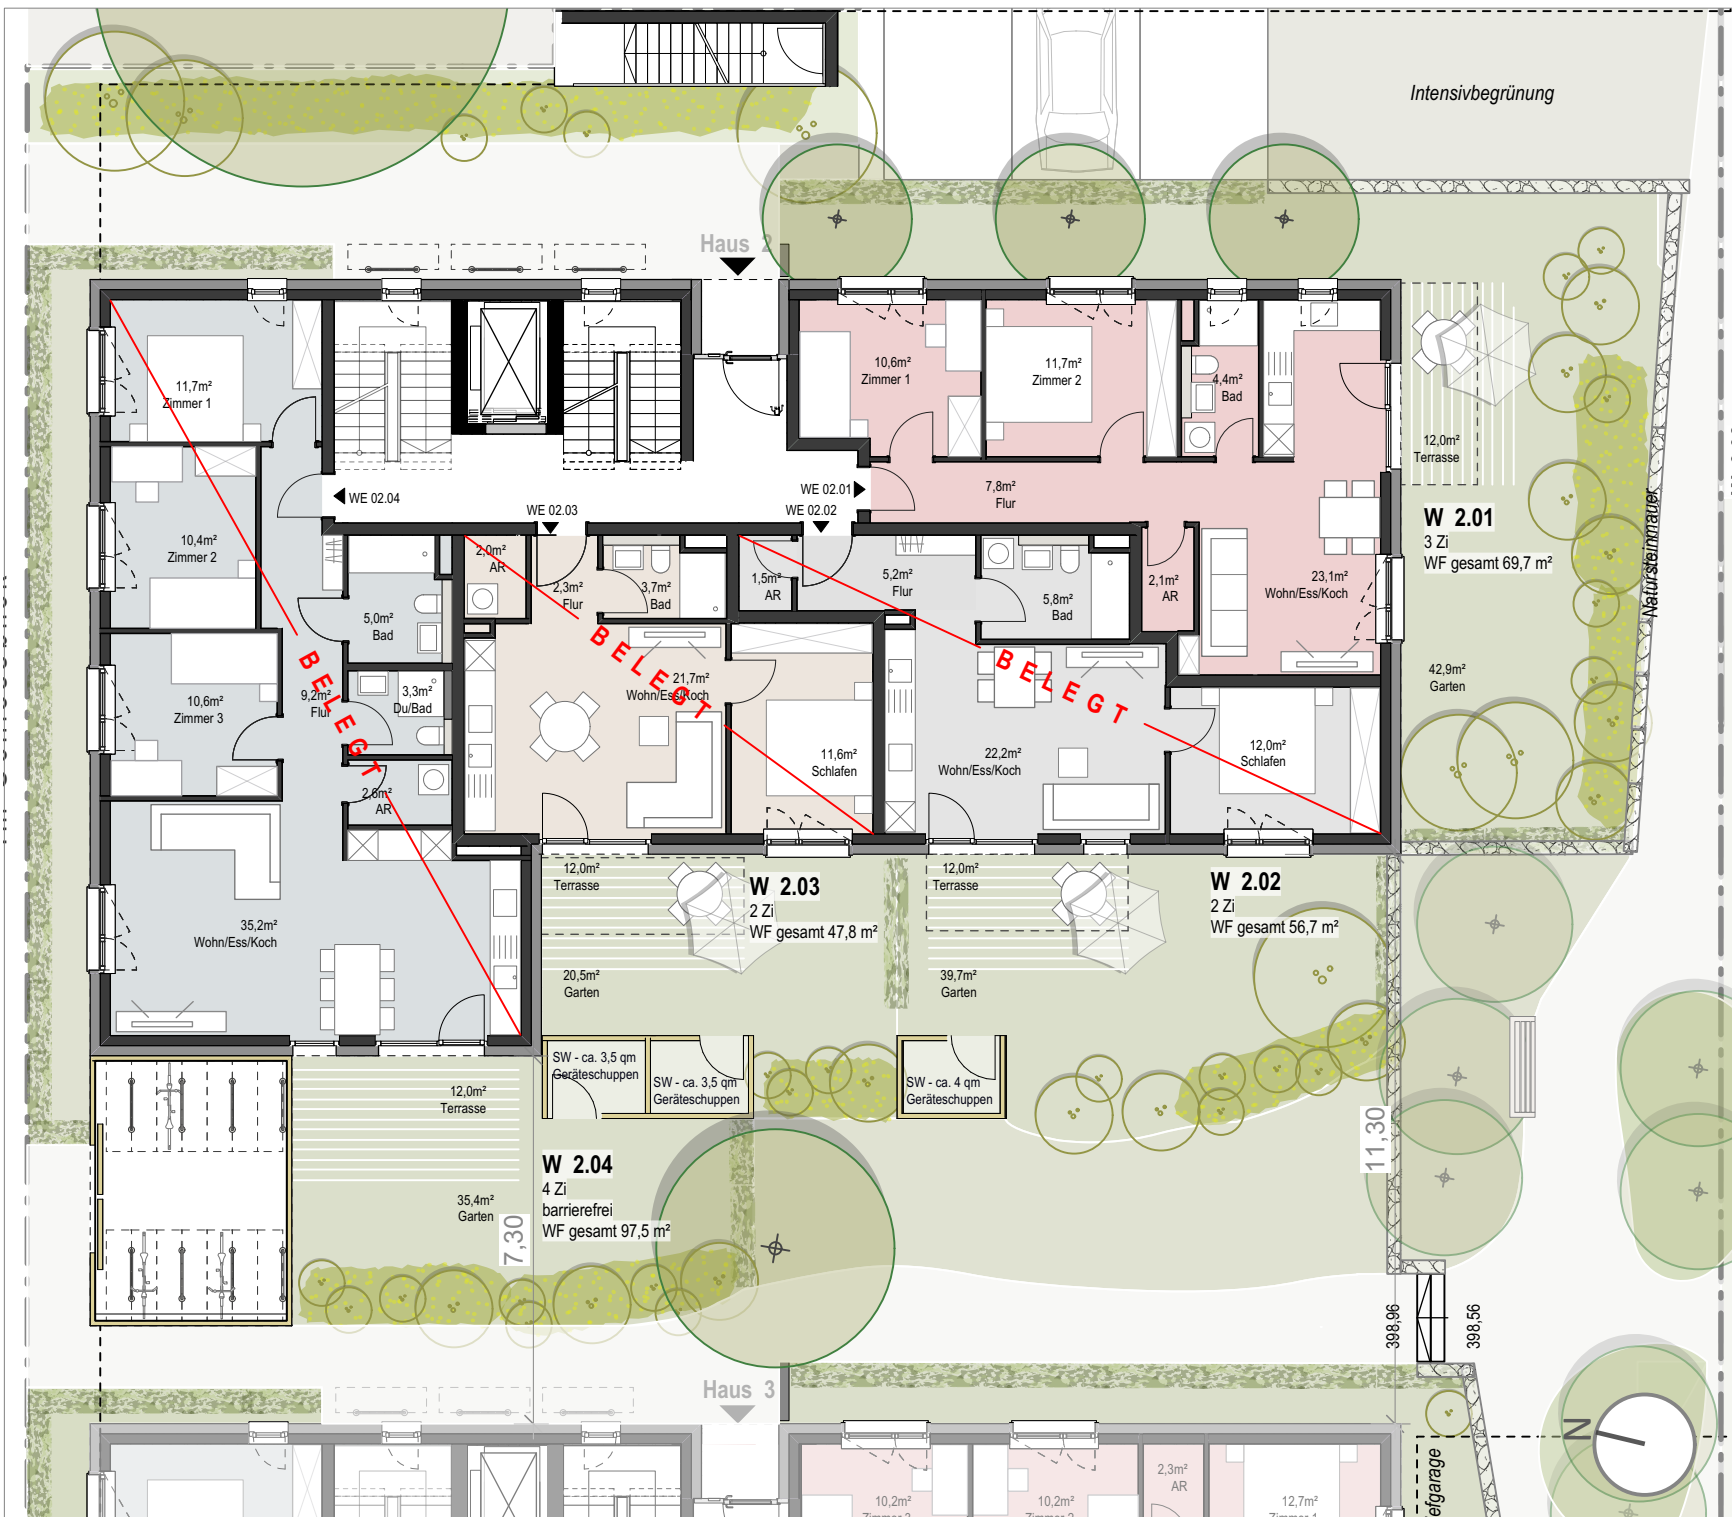 Intensivbegrünung
Haus 2
11,7m²
Zimmer 1
10,6m²
Zimmer 1
11,7m²
Zimmer 2
4,4m²
Bad
12,0m²
Terrasse
WE 02.04
WE 02.03
WE 02.01
WE 02.02
7,8m²
Flur
W 2.01
3 Zi
WF gesamt 69,7 m²
Natursteinmauer
10,4m²
Zimmer 2
2,0m²
AR
2,3m²
Flur
3,7m²
Bad
1,5m²
AR
5,2m²
Flur
5,8m²
Bad
2,1m²
AR
23,1m²
Wohn/Ess/Koch
5,0m²
Bad
BELEGT
BELEGT
BELEGT
42,9m²
Garten
10,6m²
Zimmer 3
9,2m²
Flur
3,3m²
Du/Bad
21,7m²
Wohn/Ess/Koch
11,6m²
Schlafen
22,2m²
Wohn/Ess/Koch
12,0m²
Schlafen
2,6m²
AR
35,2m²
Wohn/Ess/Koch
12,0m²
Terrasse
W 2.03
2 Zi
WF gesamt 47,8 m²
12,0m²
Terrasse
W 2.02
2 Zi
WF gesamt 56,7 m²
20,5m²
Garten
39,7m²
Garten
SW - ca. 3,5 qm
Geräteschuppen
SW - ca. 3,5 qm
Geräteschuppen
SW - ca. 4 qm
Geräteschuppen
12,0m²
Terrasse
11,30
W 2.04
4 Zi
barrierefrei
WF gesamt 97,5 m²
35,4m²
Garten
7,30
398,96
398,56
Haus 3
N
10,2m²
10,2m²
Zimmer 2
2,3m²
AR
12,7m²
Zimmer 1